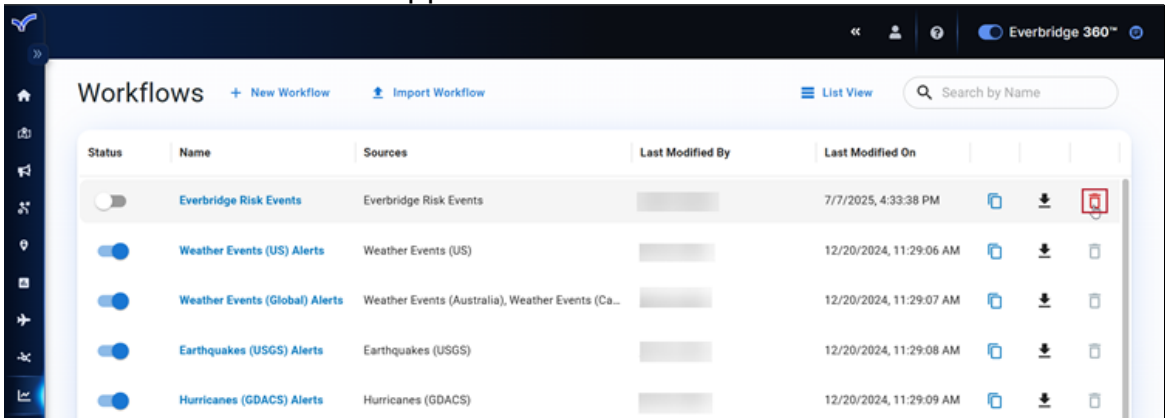 « Everbridge 360™
»
Workflows + New Workflow Import Workflow List View Search by Name
Status Name Sources Last Modified By Last Modified On
Everbridge Risk Events Everbridge Risk Events 7/7/2025, 4:33:38 PM
Weather Events (US) Alerts Weather Events (US) 12/20/2024, 11:29:06 AM
Weather Events (Global) Alerts Weather Events (Australia), Weather Events (Ca... 12/20/2024, 11:29:07 AM
Earthquakes (USGS) Alerts Earthquakes (USGS) 12/20/2024, 11:29:08 AM
Hurricanes (GDACS) Alerts Hurricanes (GDACS) 12/20/2024, 11:29:09 AM